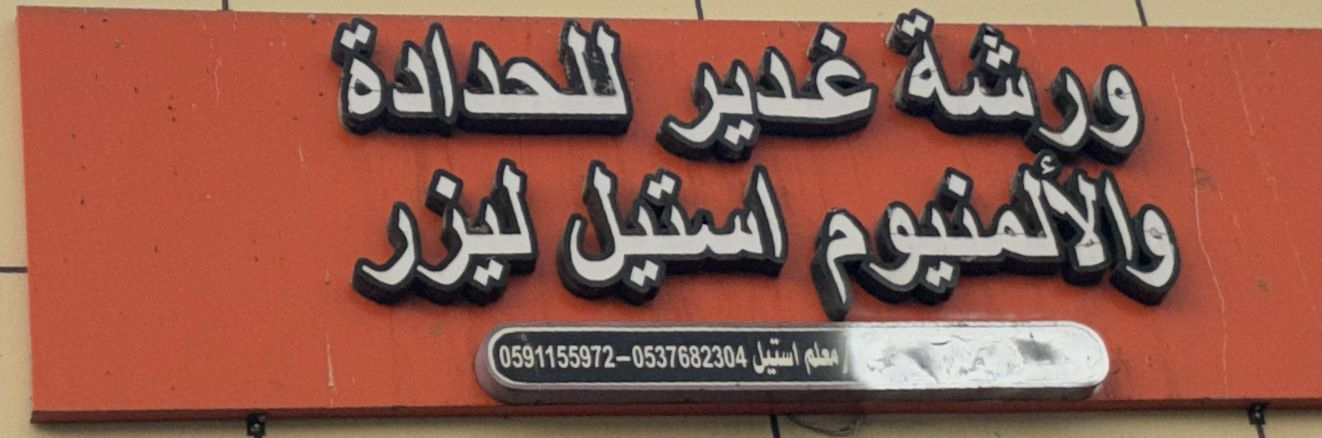 ورشة غدير للحدادة
والألمنيوم استيل ليزر
معلم استيل 0537682304–0591155972